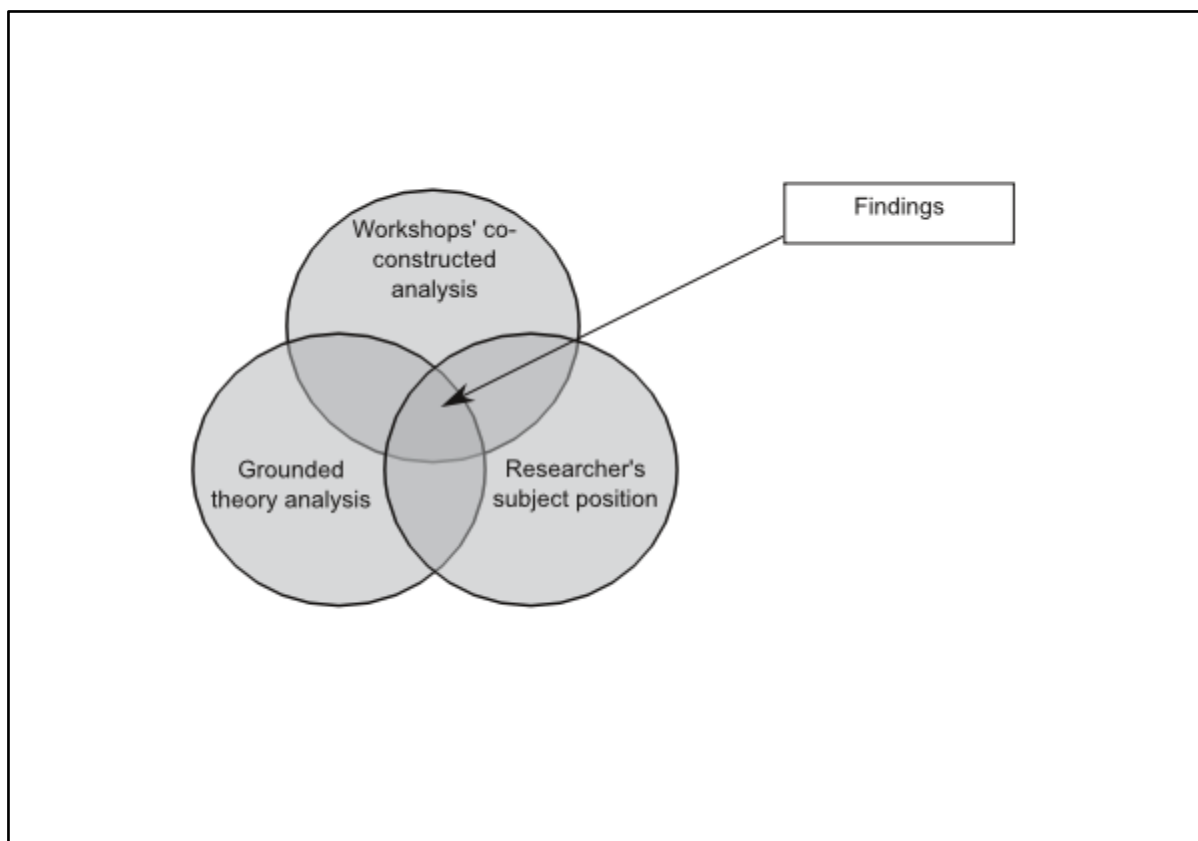 Workshops' co-
constructed
analysis
Findings
Grounded
theory analysis
Researcher's
subject position